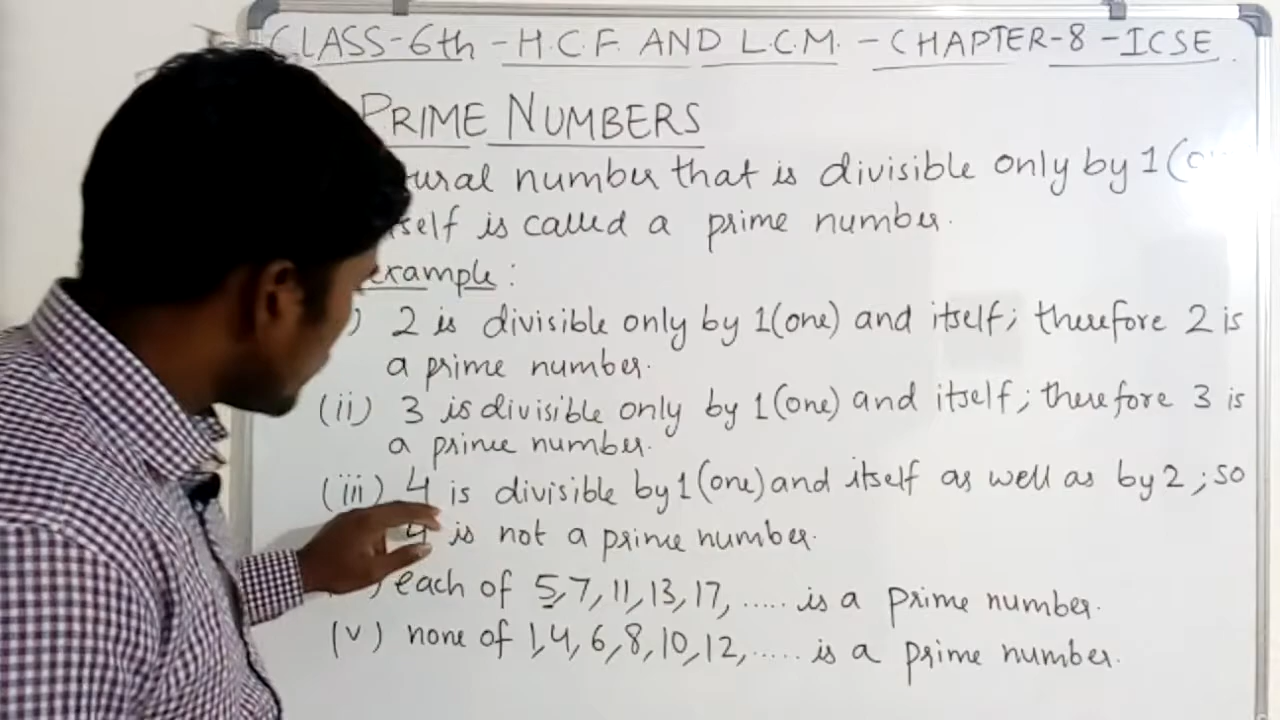 CLASS-6th - H.C.F. AND L.C.M. - CHAPTER-8 - ICSE.
PRIME NUMBERS
number that is divisible only by 1
is called a prime number.
example:
2 is divisible only by 1(one) and itself; therefore 2 is
a prime number.
(ii) 3 is divisible only by 1(one) and itself; therefore 3 is
a prime number.
(iii) 4 is divisible by 1(one) and itself as well as by 2; so
4 is not a prime number.
each of 5, 7, 11, 13, 17, ..... is a prime number.
(v) none of 1, 4, 6, 8, 10, 12, ..... is a prime number.